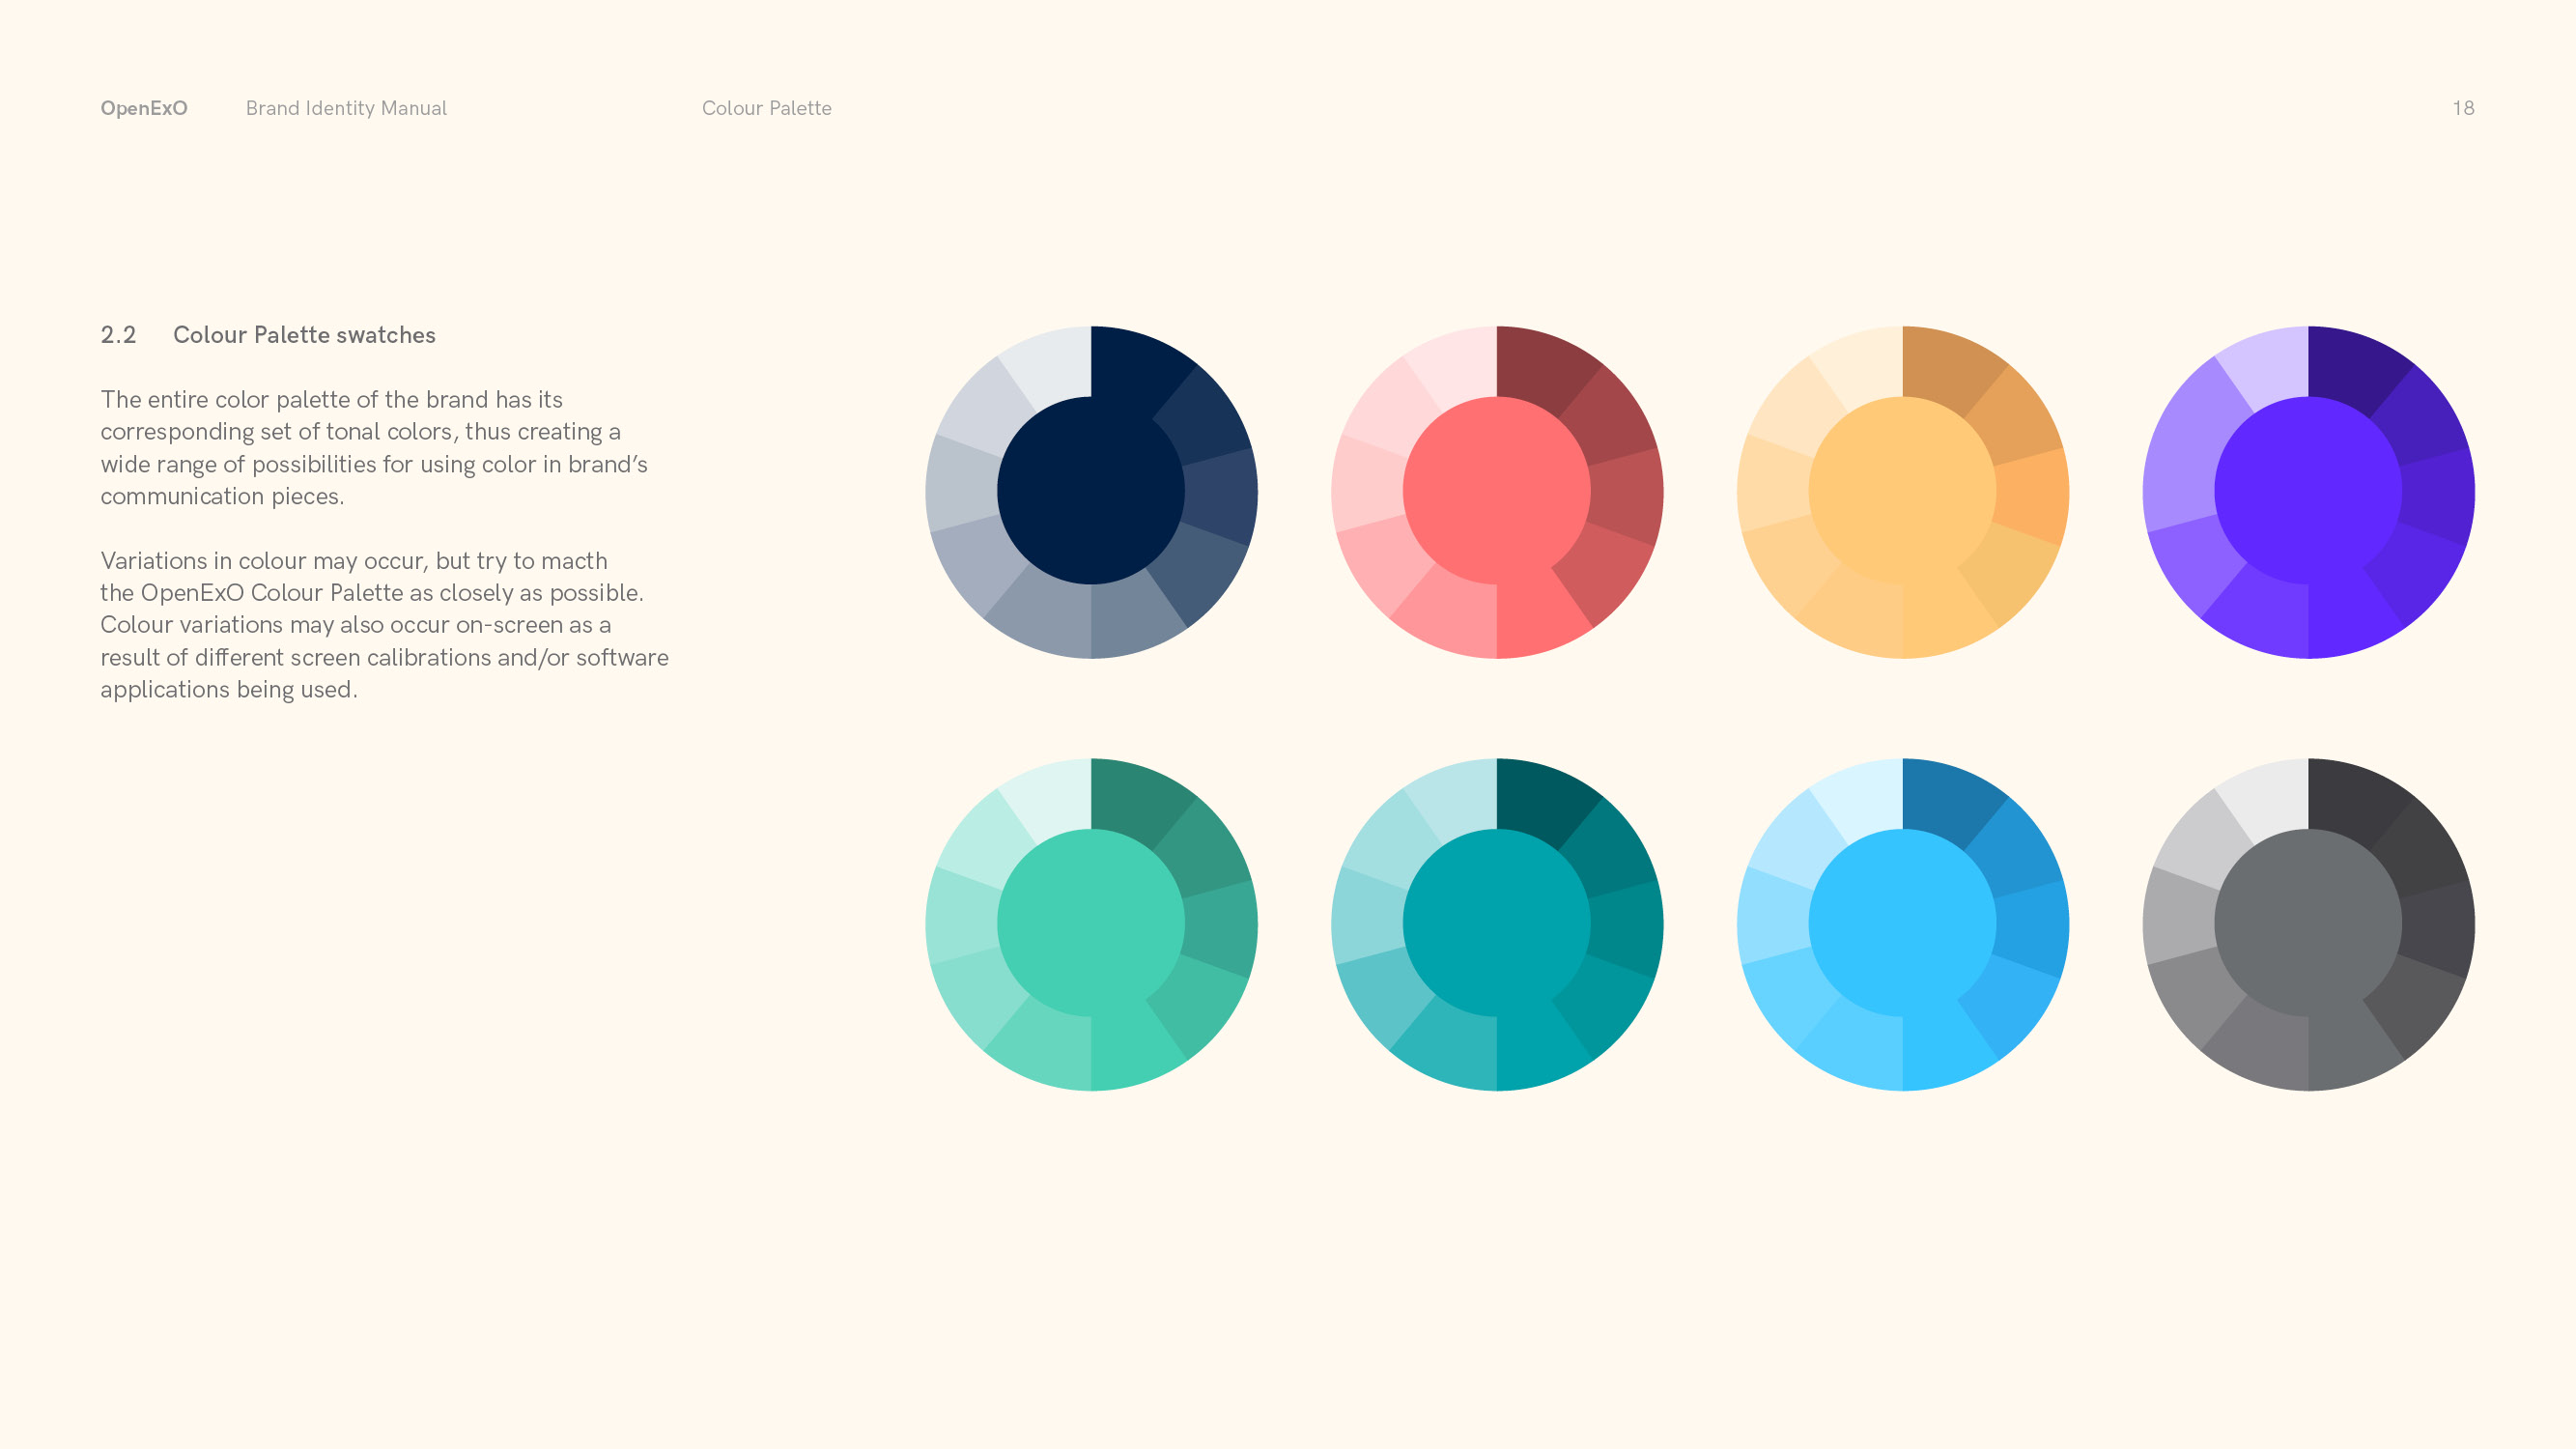 OpenExO Brand Identity Manual Colour Palette 18
2.2 Colour Palette swatches
The entire color palette of the brand has its
corresponding set of tonal colors, thus creating a
wide range of possibilities for using color in brand’s
communication pieces.
Variations in colour may occur, but try to macth
the OpenExO Colour Palette as closely as possible.
Colour variations may also occur on-screen as a
result of different screen calibrations and/or software
applications being used.